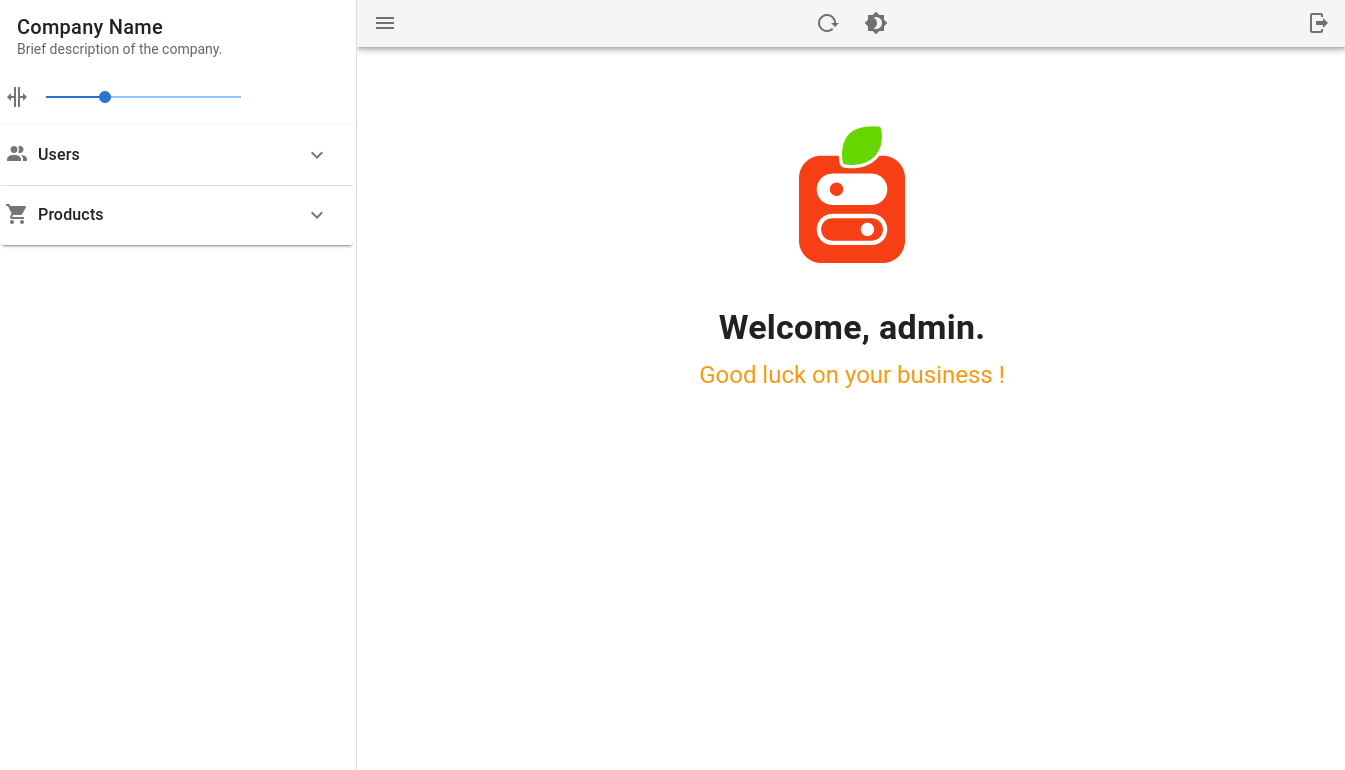 Company Name
Brief description of the company.
Users
Products
Welcome, admin.
Good luck on your business !